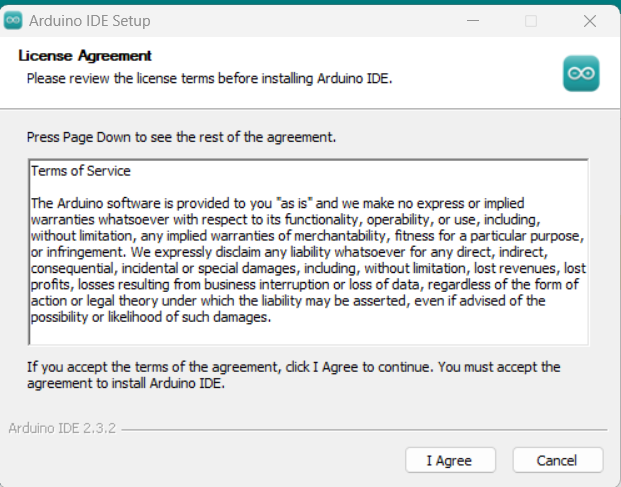 Arduino IDE Setup
License Agreement
Please review the license terms before installing Arduino IDE.
Press Page Down to see the rest of the agreement.
Terms of Service
The Arduino software is provided to you "as is" and we make no express or implied
warranties whatsoever with respect to its functionality, operability, or use, including,
without limitation, any implied warranties of merchantability, fitness for a particular purpose,
or infringement. We expressly disclaim any liability whatsoever for any direct, indirect,
consequential, incidental or special damages, including, without limitation, lost revenues, lost
profits, losses resulting from business interruption or loss of data, regardless of the form of
action or legal theory under which the liability may be asserted, even if advised of the
possibility or likelihood of such damages.
If you accept the terms of the agreement, click I Agree to continue. You must accept the
agreement to install Arduino IDE.
Arduino IDE 2.3.2
I Agree
Cancel